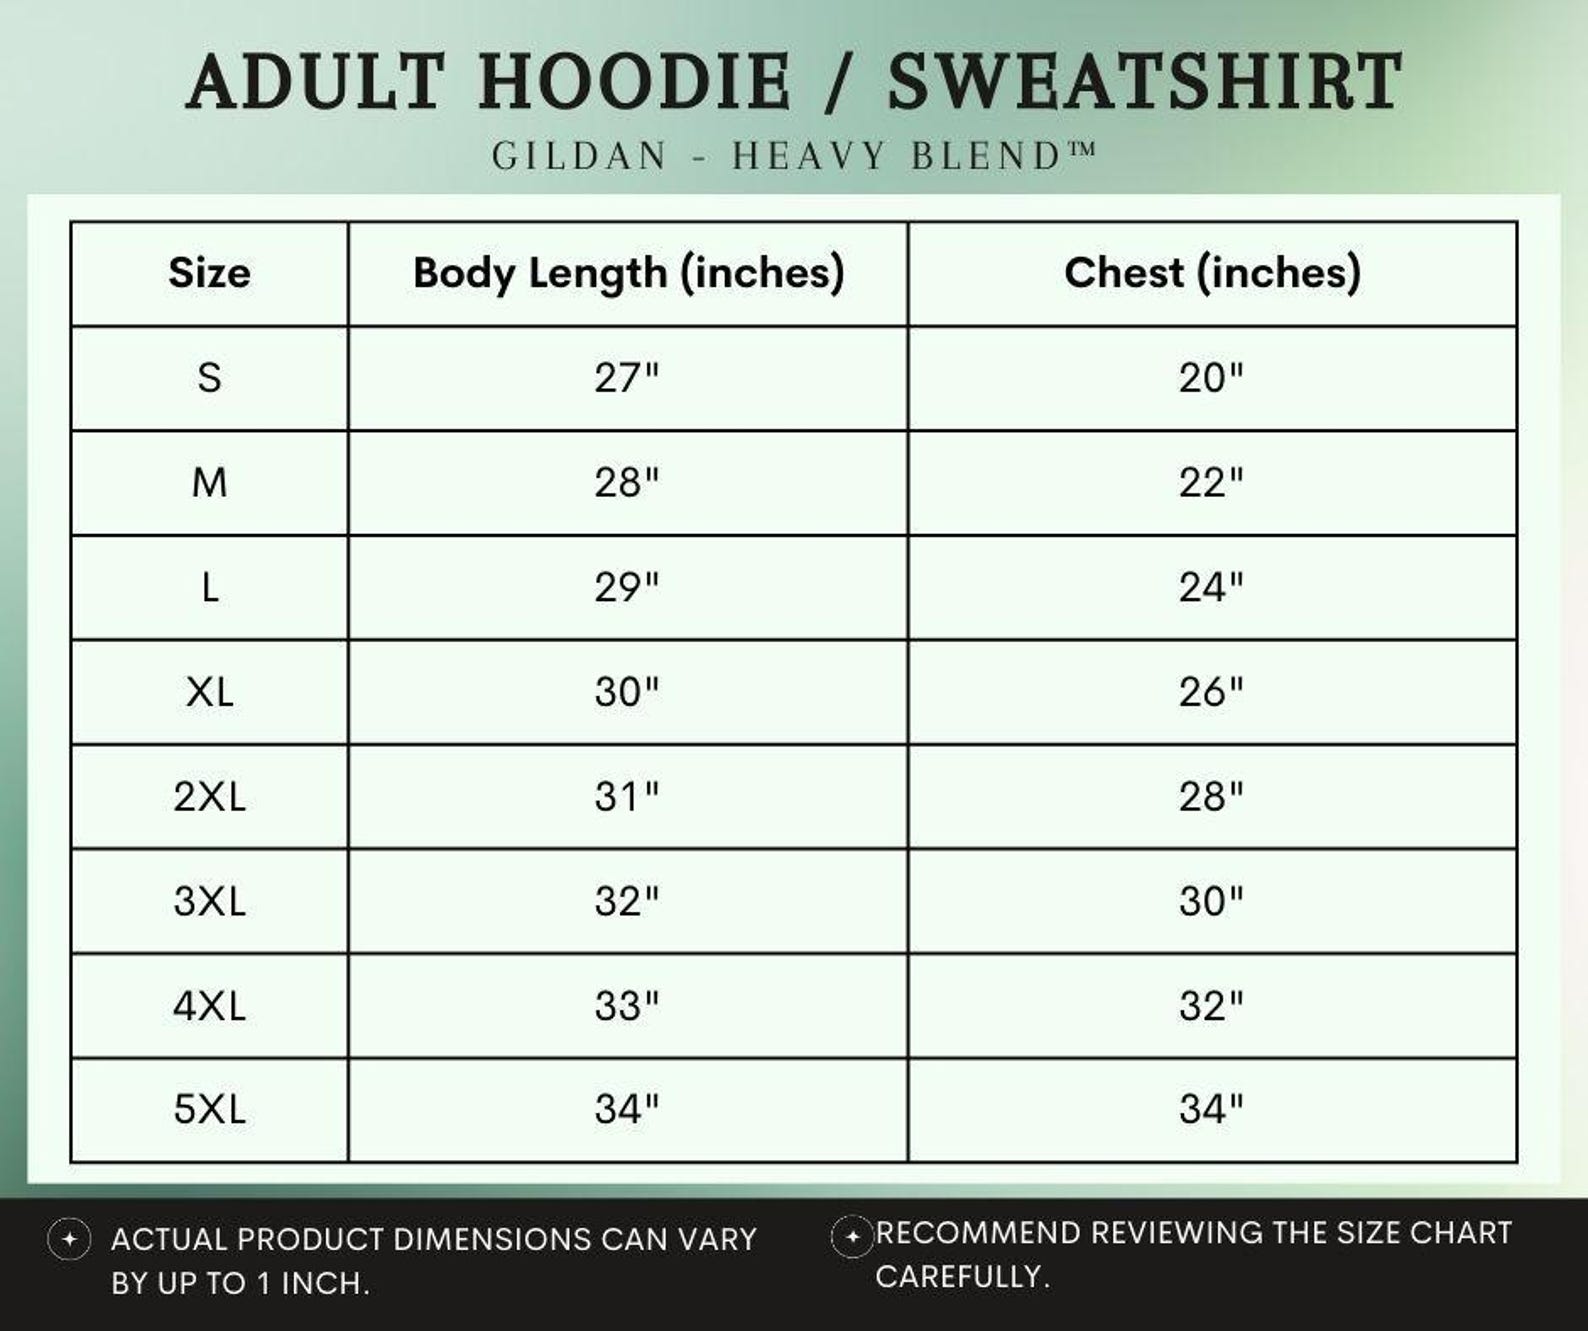 ADULT HOODIE / SWEATSHIRT
GILDAN - HEAVY BLEND™
Size Body Length (inches) Chest (inches)
S 27" 20"
M 28" 22"
L 29" 24"
XL 30" 26"
2XL 31" 28"
3XL 32" 30"
4XL 33" 32"
5XL 34" 34"
ACTUAL PRODUCT DIMENSIONS CAN VARY
BY UP TO 1 INCH.
RECOMMEND REVIEWING THE SIZE CHART
CAREFULLY.